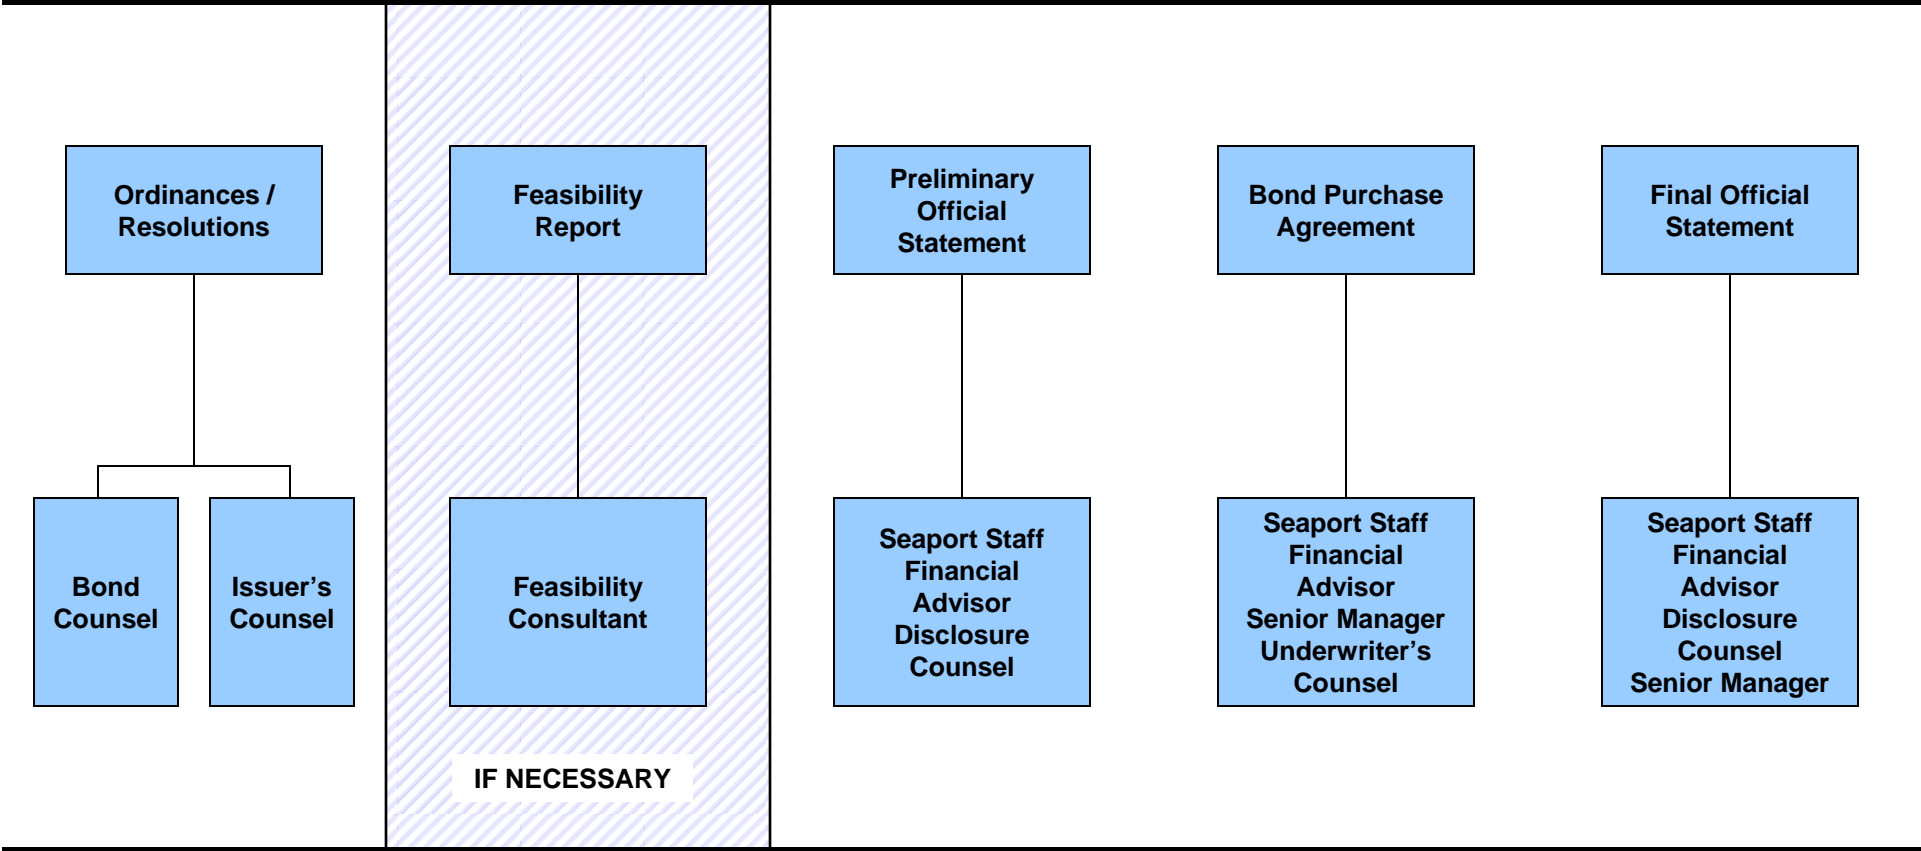 Ordinances /
Resolutions
Feasibility
Report
Preliminary
Official
Statement
Bond Purchase
Agreement
Final Official
Statement
Bond
Counsel
Issuer’s
Counsel
Feasibility
Consultant
Seaport Staff
Financial
Advisor
Disclosure
Counsel
Seaport Staff
Financial
Advisor
Senior Manager
Underwriter’s
Counsel
Seaport Staff
Financial
Advisor
Disclosure
Counsel
Senior Manager
IF NECESSARY